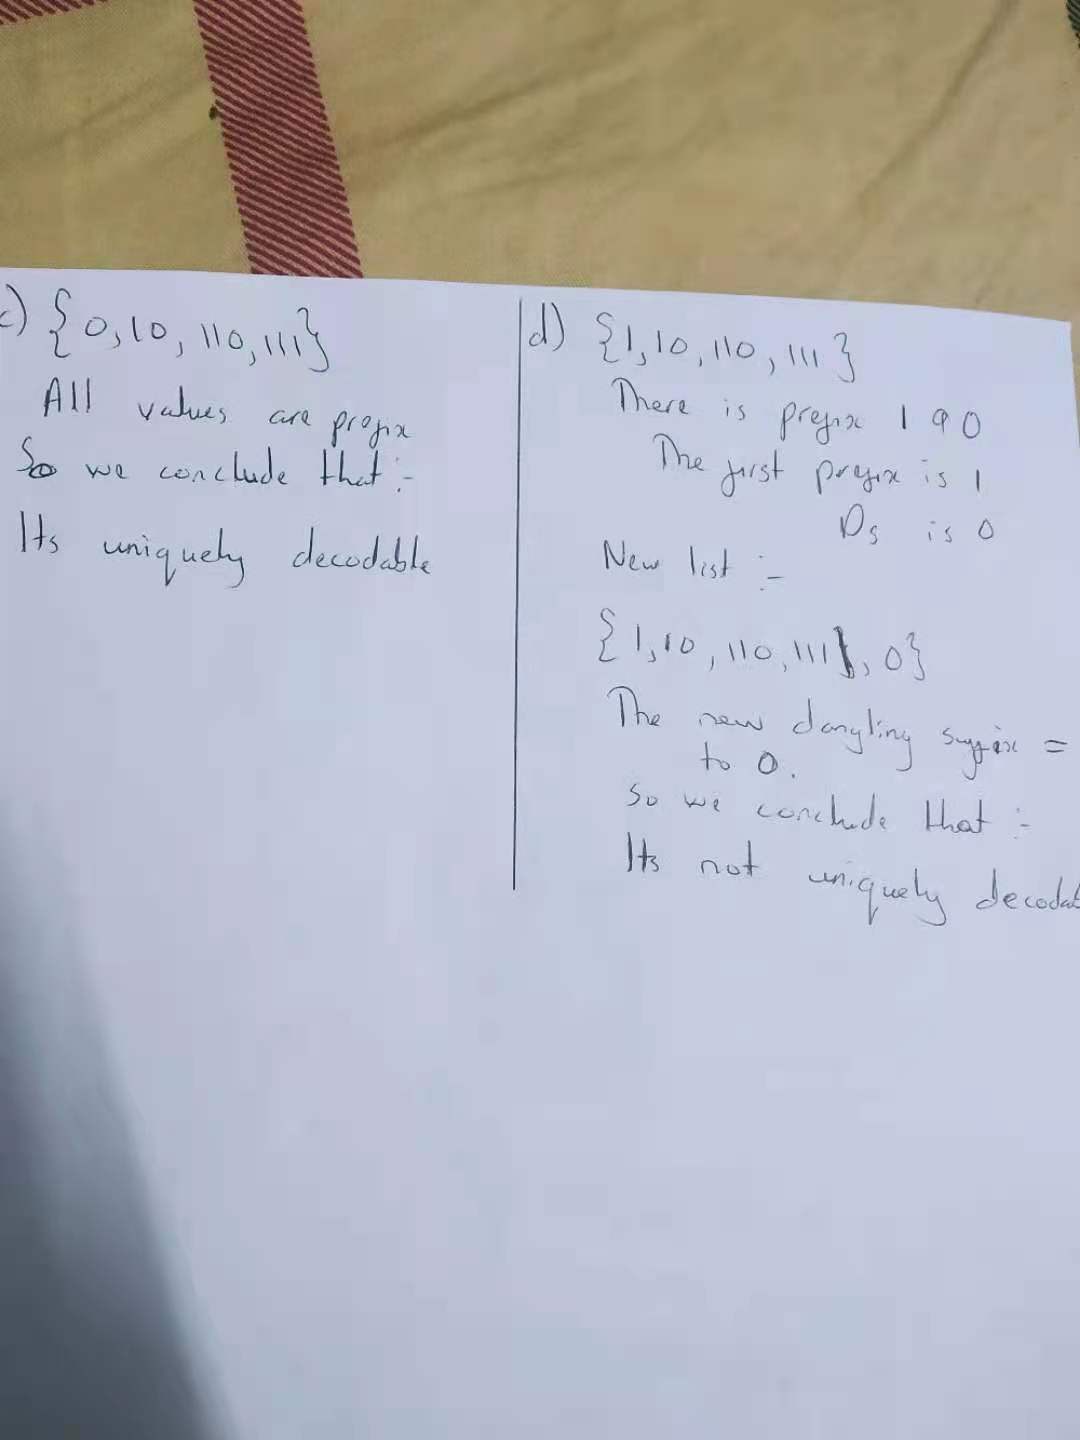 c) {0,10,110,111}
All values are prefix
So we conclude that :-
Its uniquely decodable
d) {1,10,110,111}
There is prefix 1 9 0
The first prefix is 1
Ds is 0
New list :-
{1,10,110,111,0}
The new dangling suffix =
to 0.
so we conclude that :-
Its not uniquely decodab